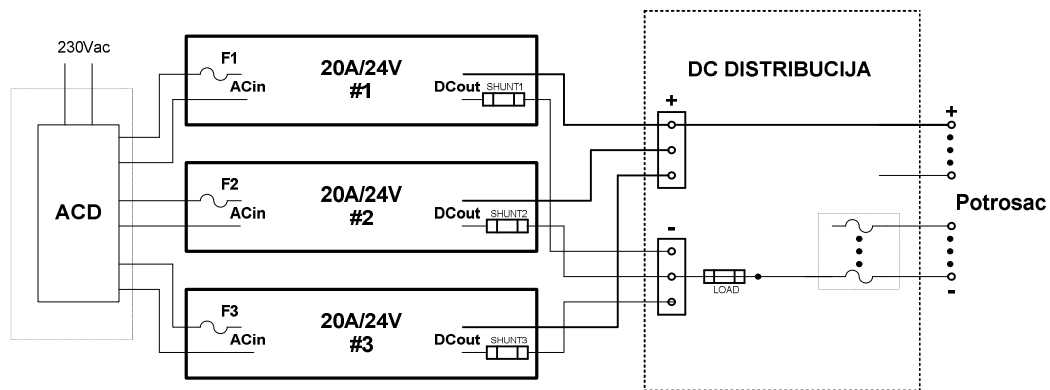 230Vac
ACD
F1
ACin
20A/24V
#1
DCout
SHUNT1
F2
ACin
20A/24V
#2
DCout
SHUNT2
F3
ACin
20A/24V
#3
DCout
SHUNT3
DC DISTRIBUCIJA
+
-
LOAD
+
Potrosac
-